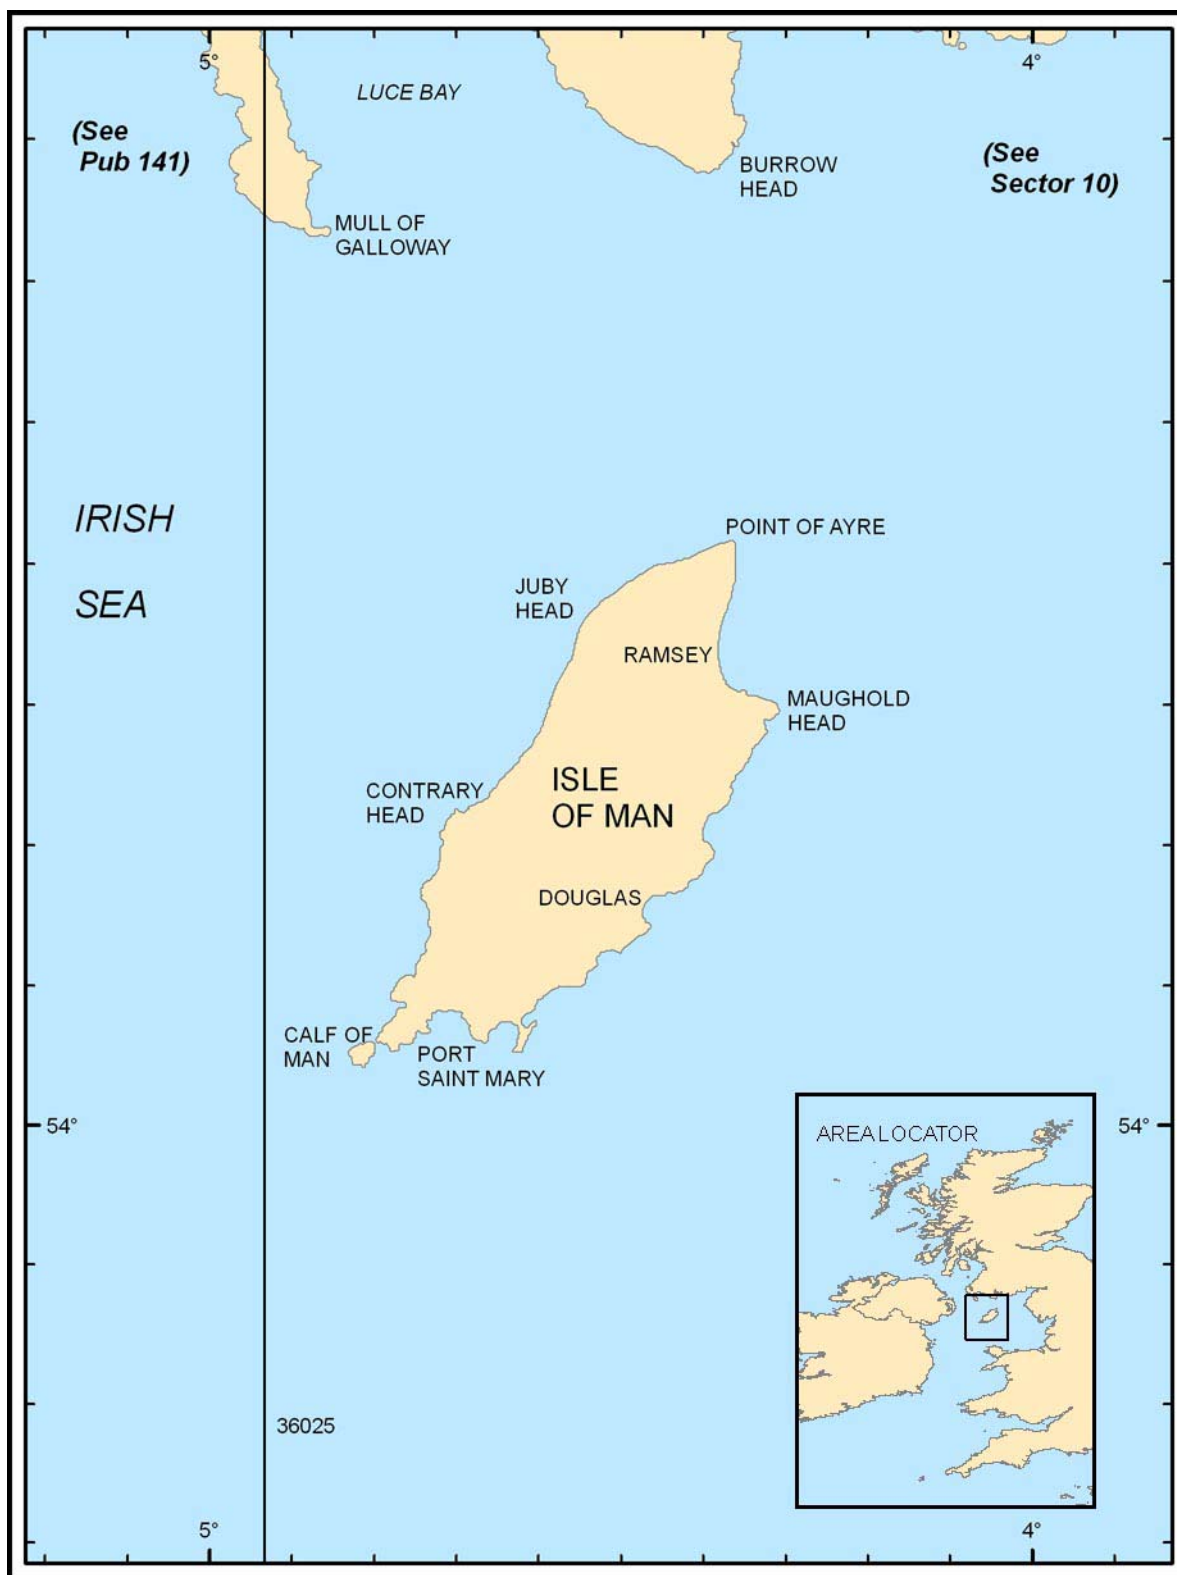 5°
4°
LUCE BAY
(See
Pub 141)
BURROW
HEAD
(See
Sector 10)
MULL OF
GALLOWAY
IRISH
SEA
POINT OF AYRE
JUBY
HEAD
RAMSEY
MAUGHOLD
HEAD
ISLE
OF MAN
CONTRARY
HEAD
DOUGLAS
CALF OF
MAN
PORT
SAINT MARY
54°
54°
AREA LOCATOR
36025
5°
4°